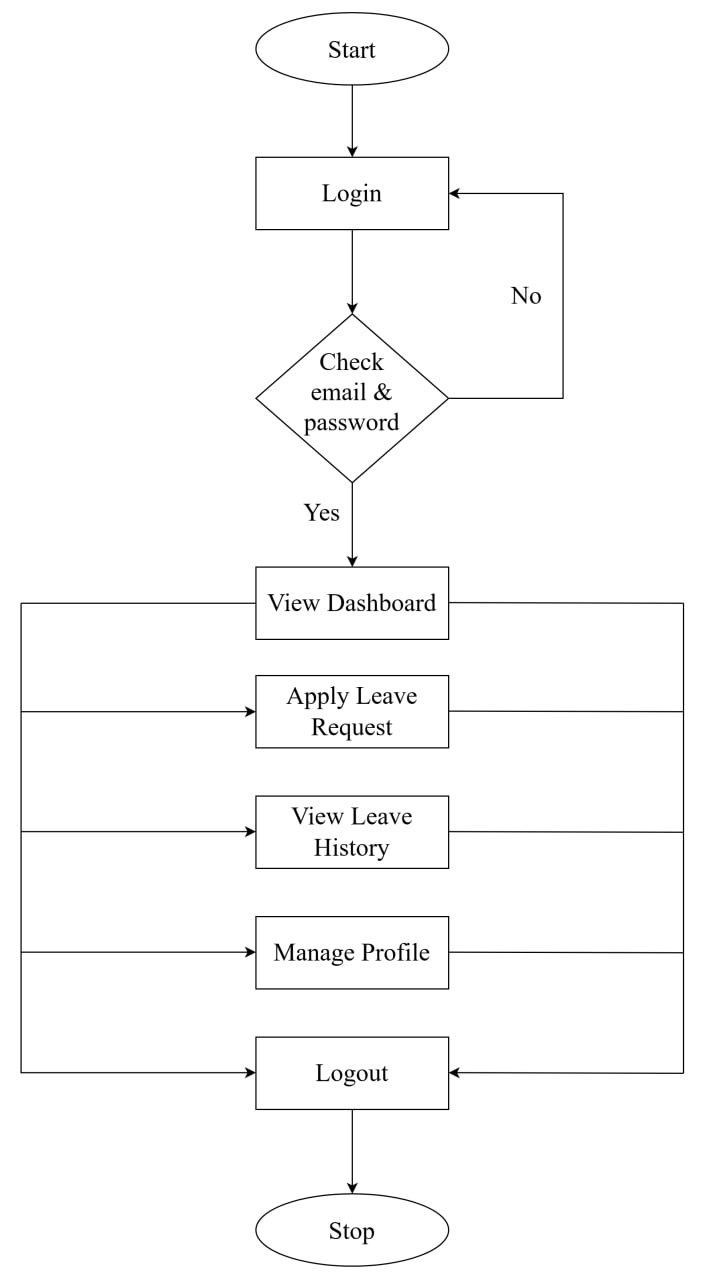 Start
Login
No
Check
email &
password
Yes
View Dashboard
Apply Leave
Request
View Leave
History
Manage Profile
Logout
Stop